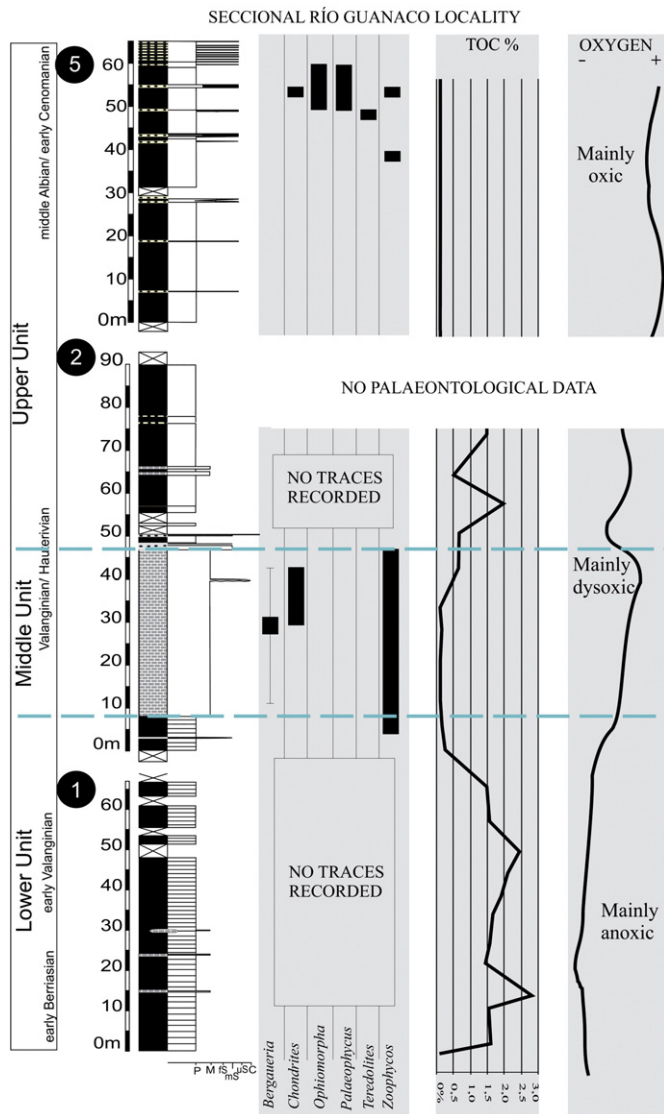 SECCIONAL RÍO GUANACO LOCALITY
TOC %
OXYGEN
- +
Upper Unit
middle Albian/ early Cenomanian
5
60
50
40
30
20
10
0m
Mainly
oxic
2
90
80
70
60
50
40
30
20
10
0m
NO PALAEONTOLOGICAL DATA
NO TRACES
RECORDED
Middle Unit
Valanginian/ Hauterivian
Mainly
dysoxic
1
60
50
40
30
20
10
0m
Lower Unit
early Valanginian
early Berriasian
NO TRACES
RECORDED
Mainly
anoxic
P M fS mS µSC
Bergaueria
Chondrites
Ophiomorpha
Palaeophycus
Teredolites
Zoophycos
0%
0.5
1.0
1.5
2.0
2.5
3.0